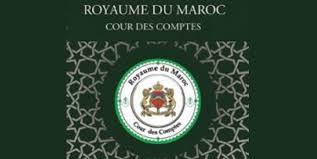 ROYAUME DU MAROC
COUR DES COMPTES
Royaume du Maroc
Cour des Comptes